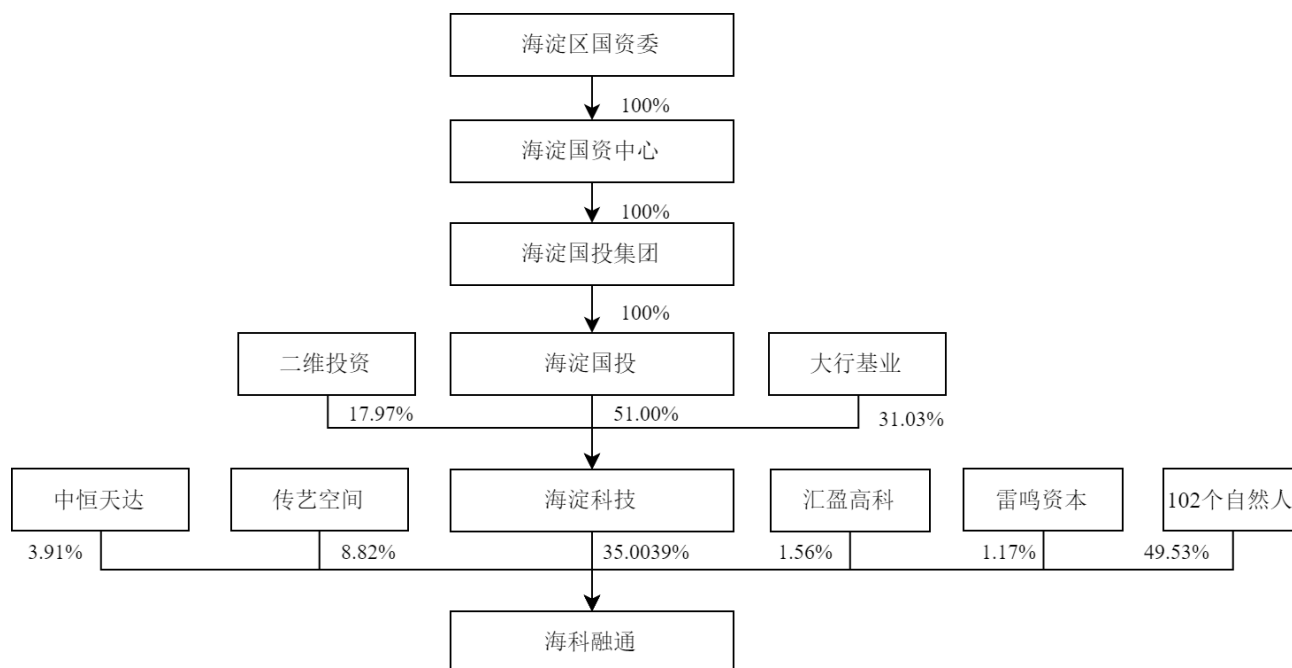 海淀区国资委
100%
海淀国资中心
100%
海淀国投集团
100%
二维投资
海淀国投
大行基业
17.97%
51.00%
31.03%
中恒天达
传艺空间
海淀科技
汇盈高科
雷鸣资本
102个自然人
3.91%
8.82%
35.0039%
1.56%
1.17%
49.53%
海科融通